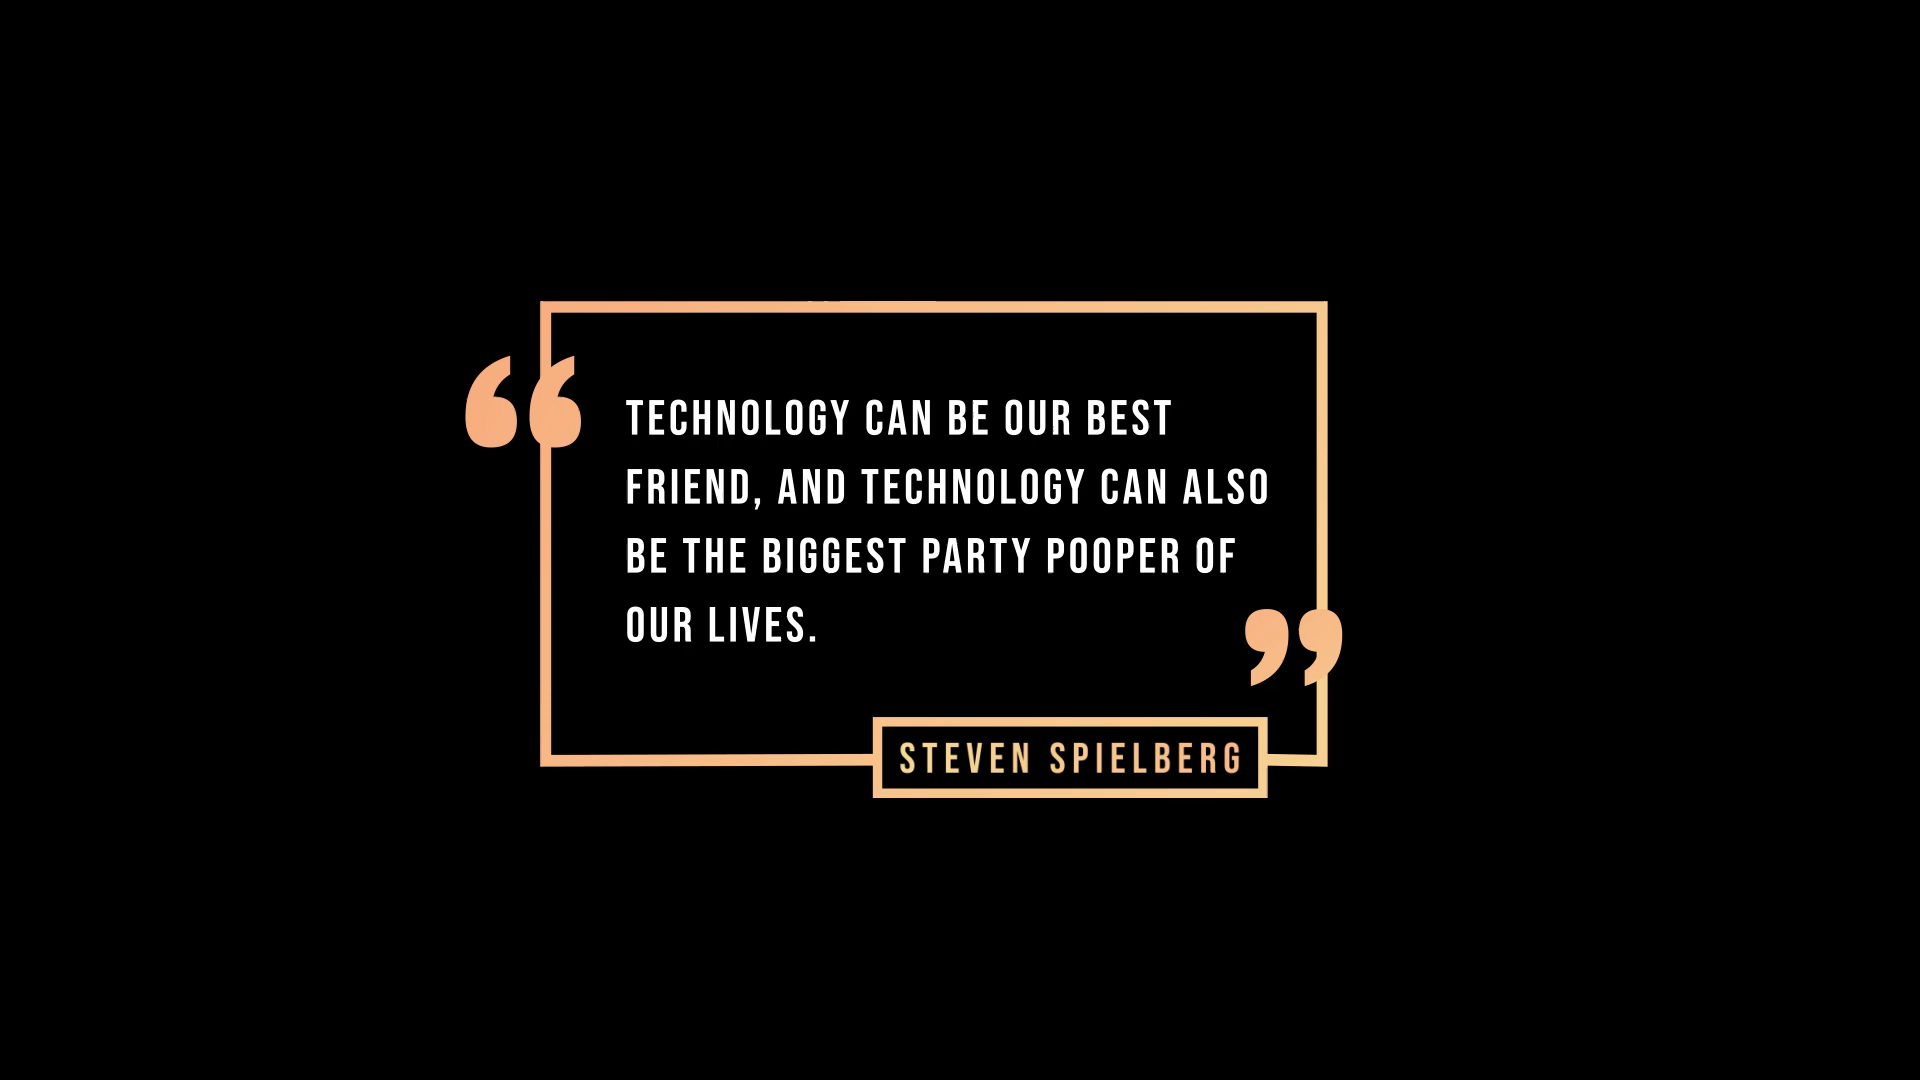 “
TECHNOLOGY CAN BE OUR BEST
FRIEND, AND TECHNOLOGY CAN ALSO
BE THE BIGGEST PARTY POOPER OF
OUR LIVES.
”
STEVEN SPIELBERG